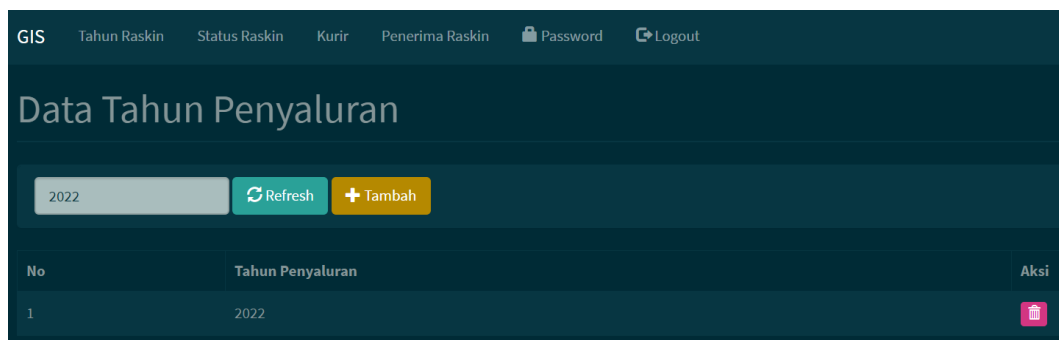 GIS Tahun Raskin Status Raskin Kurir Penerima Raskin Password Logout
Data Tahun Penyaluran
2022 Refresh Tambah
No Tahun Penyaluran Aksi
1 2022